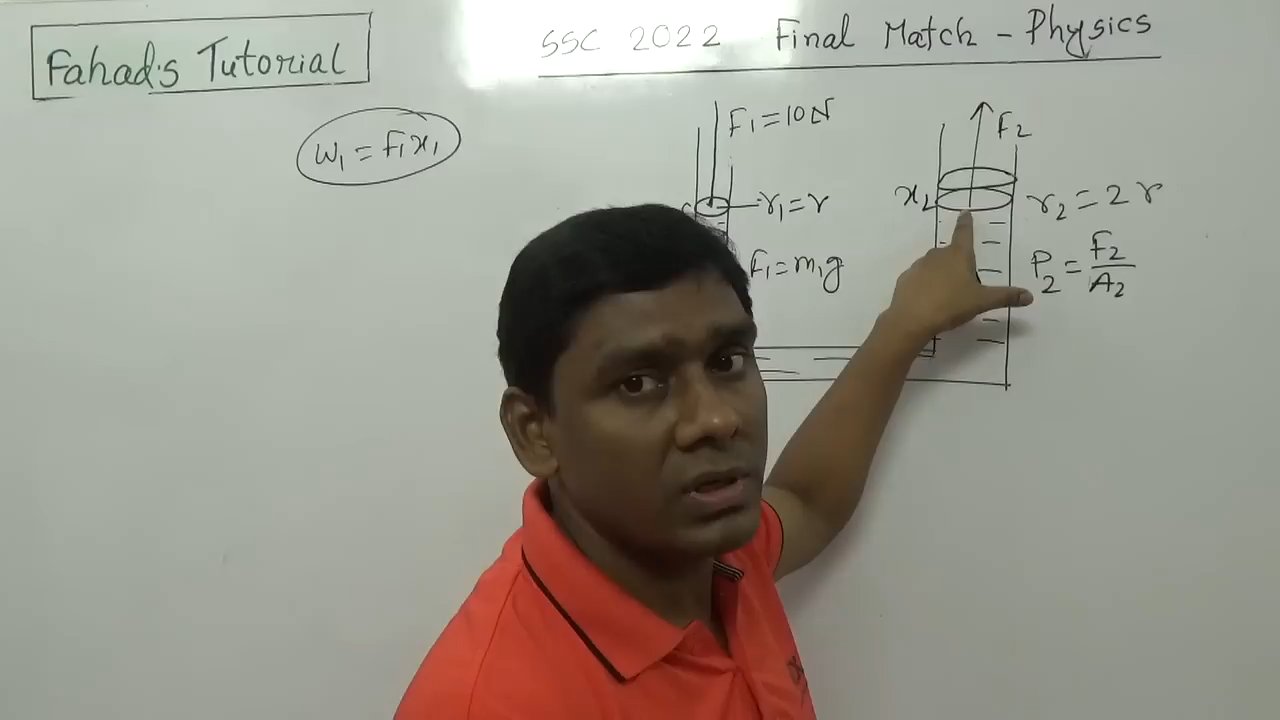 Fahad's Tutorial
SSC 2022 Final Match - Physics
W₁ = F₁x₁
F₁ = 10N
F₂
r₁ = r
x₂
r₂ = 2r
F₁ = m₁g
P₂ = F₂/A₂